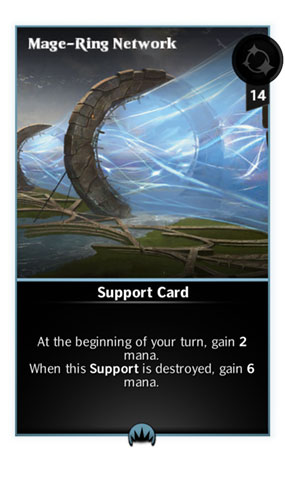 Mage-Ring Network
14
Support Card
At the beginning of your turn, gain 2
mana.
When this Support is destroyed, gain 6
mana.